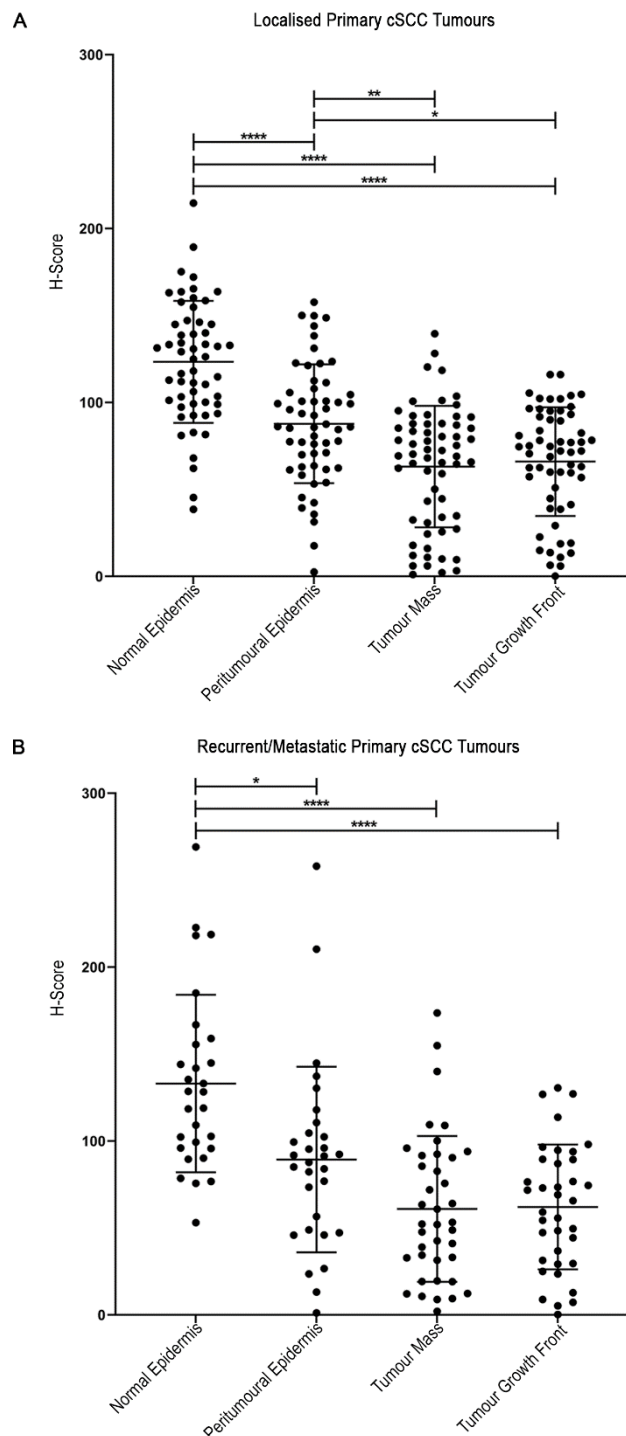 A
Localised Primary cSCC Tumours
300
200
100
0
H-Score
**
*
****
****
****
Normal Epidermis
Peritumoural Epidermis
Tumour Mass
Tumour Growth Front
B
Recurrent/Metastatic Primary cSCC Tumours
300
200
100
0
H-Score
*
****
****
Normal Epidermis
Peritumoural Epidermis
Tumour Mass
Tumour Growth Front